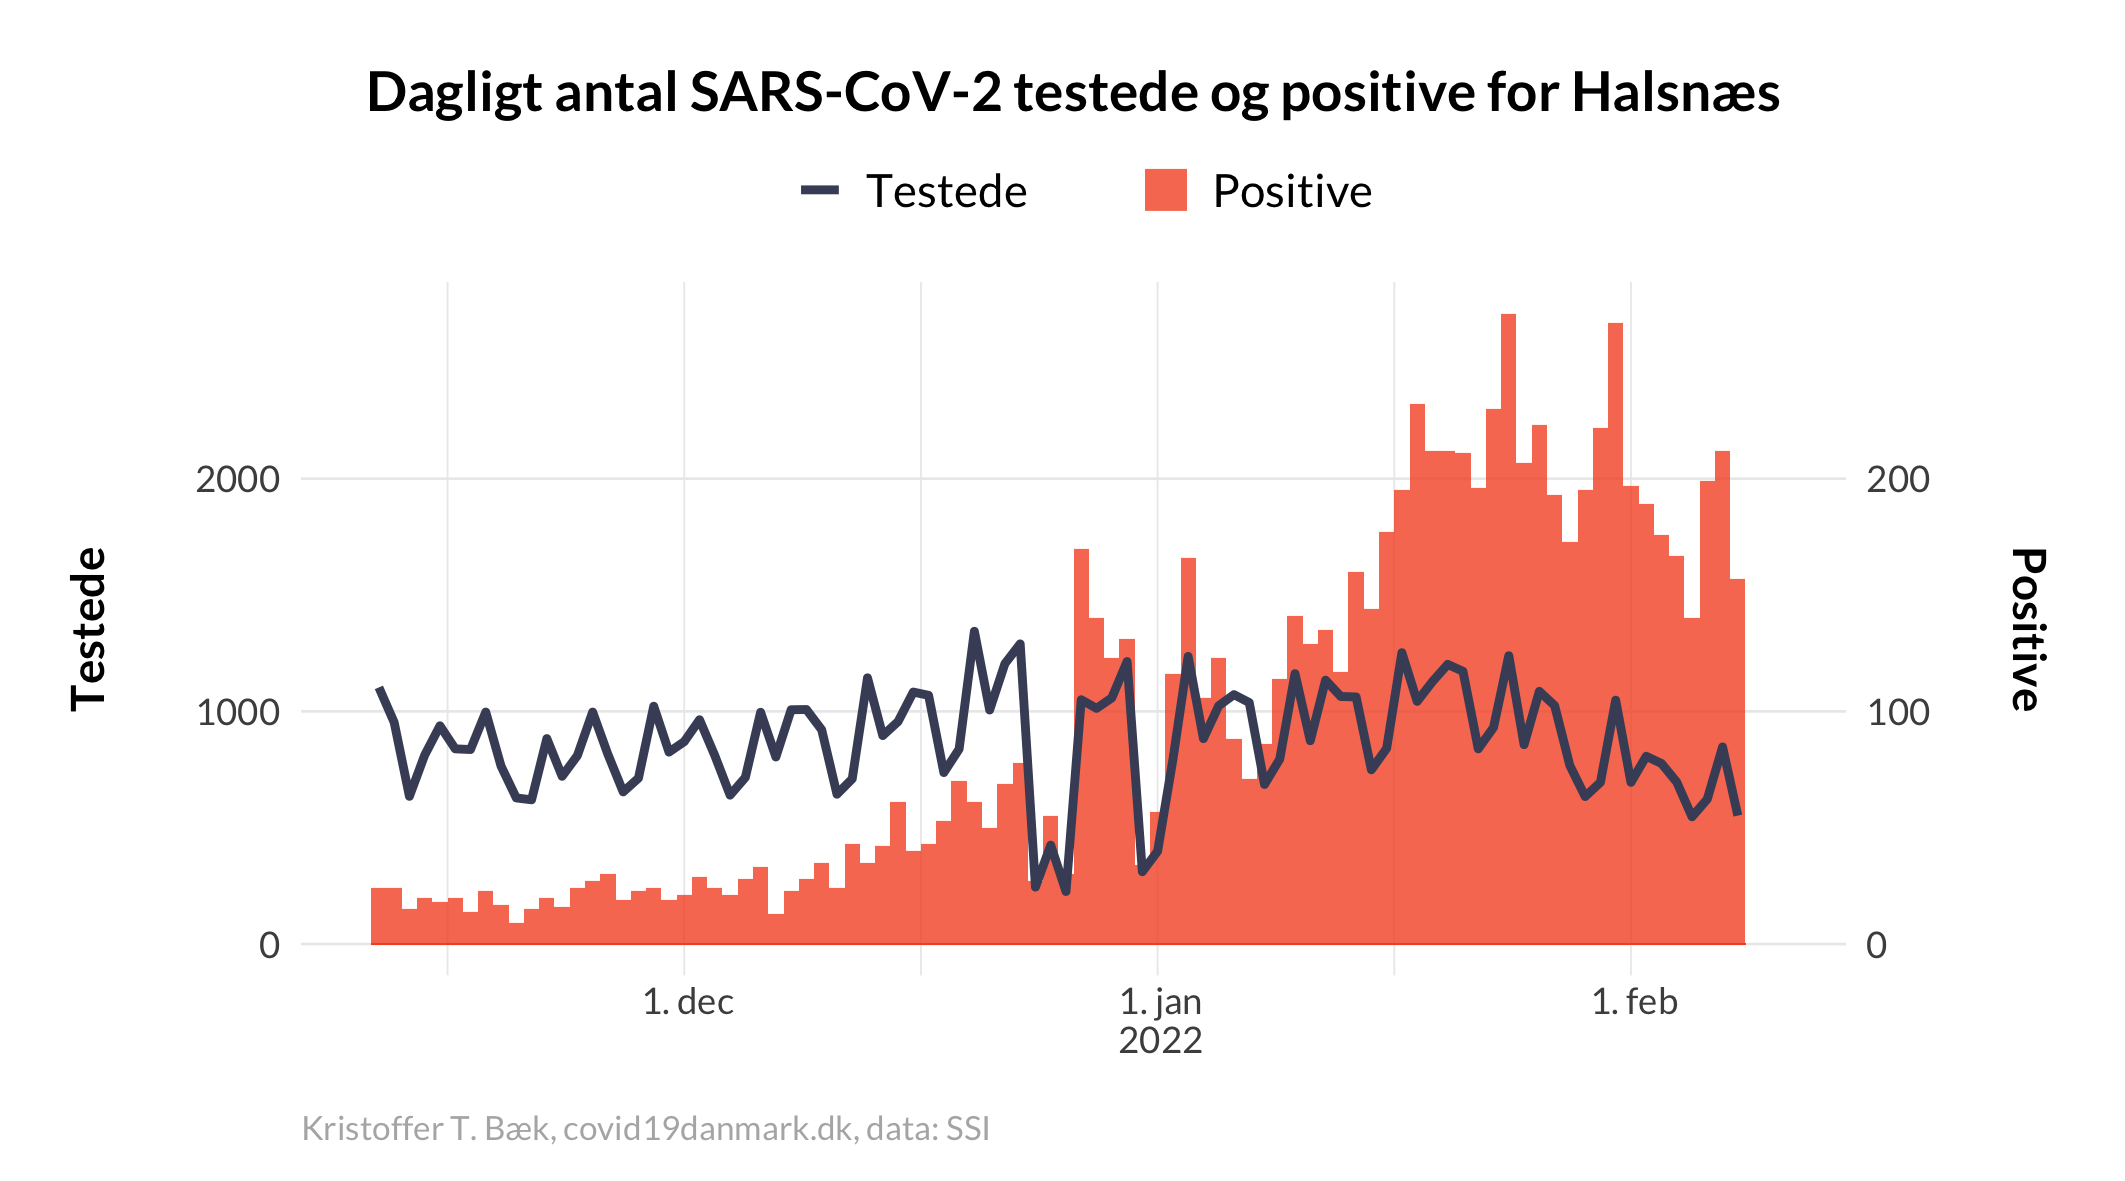 Dagligt antal SARS-CoV-2 testede og positive for Halsnæs
Testede
Positive
2000
1000
0
Testede
200
100
0
Positive
1. dec
1. jan
2022
1. feb
Kristoffer T. Bæk, covid19danmark.dk, data: SSI